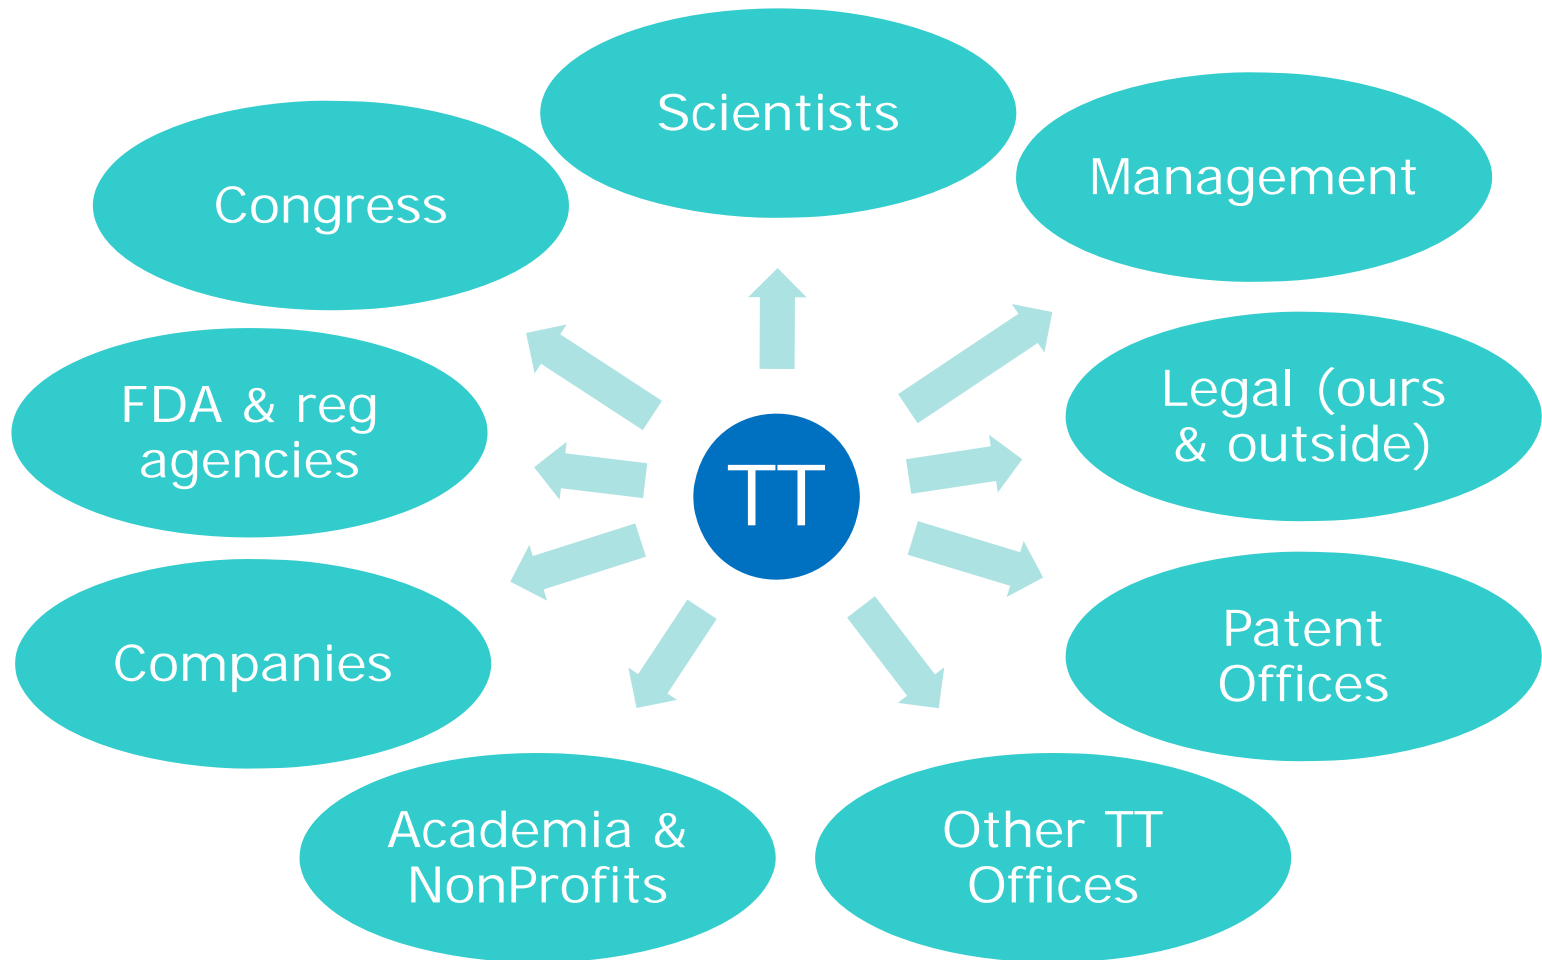 Scientists
Management
Congress
Legal (ours
& outside)
FDA & reg
agencies
TT
Patent
Offices
Companies
Academia &
NonProfits
Other TT
Offices